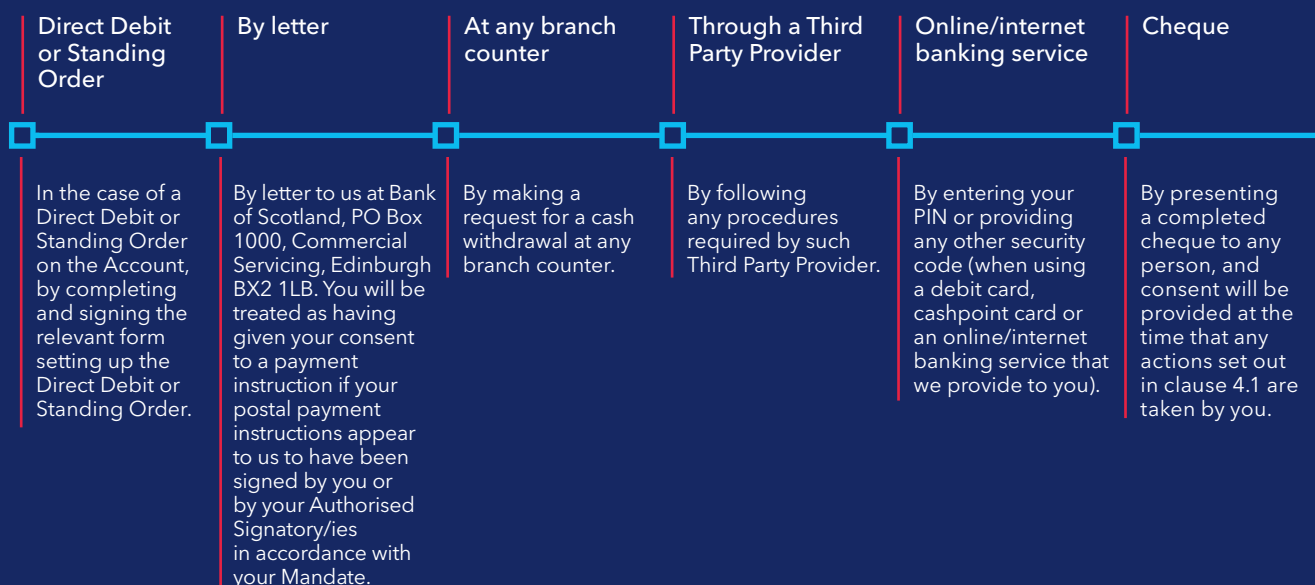 Direct Debit
or Standing
Order
By letter
At any branch
counter
Through a Third
Party Provider
Online/internet
banking service
Cheque
In the case of a
Direct Debit or
Standing Order
on the Account,
by completing
and signing the
relevant form
setting up the
Direct Debit or
Standing Order.
By letter to us at Bank
of Scotland, PO Box
1000, Commercial
Servicing, Edinburgh
BX2 1LB. You will be
treated as having
given your consent
to a payment
instruction if your
postal payment
instructions appear
to us to have been
signed by you or
by your Authorised
Signatory/ies
in accordance with
your Mandate.
By making a
request for a cash
withdrawal at any
branch counter.
By following
any procedures
required by such
Third Party Provider.
By entering your
PIN or providing
any other security
code (when using
a debit card,
cashpoint card or
an online/internet
banking service that
we provide to you).
By presenting
a completed
cheque to any
person, and
consent will be
provided at the
time that any
actions set out
in clause 4.1 are
taken by you.